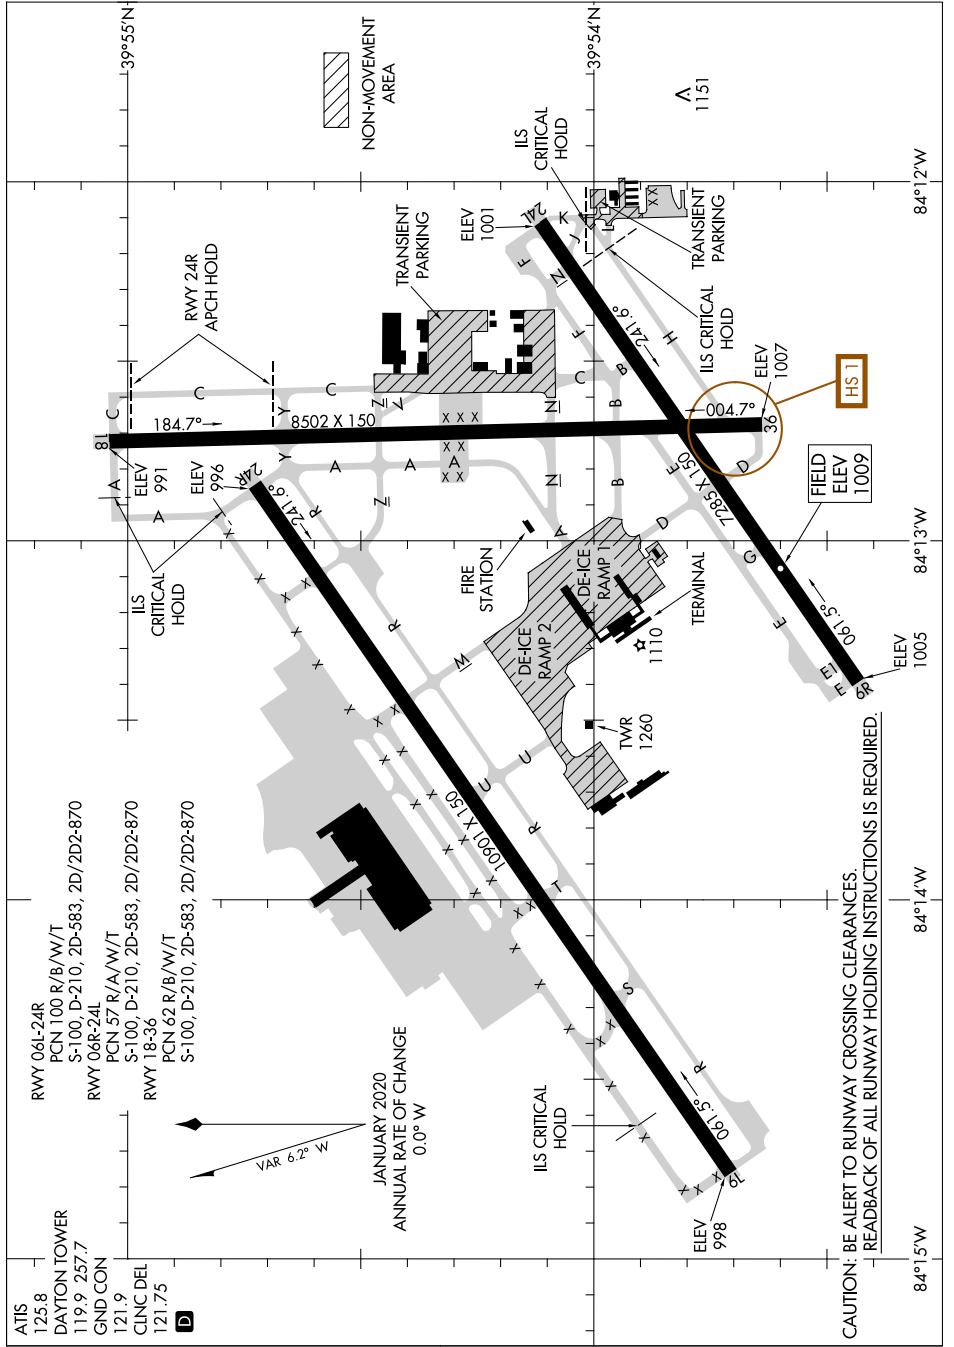 ATIS
125.8
DAYTON TOWER
119.9 257.7
GND CON
121.9
CLNC DEL
121.75
D
RWY 06L-24R
PCN 100 R/B/W/T
S-100, D-210, 2D-583, 2D/2D2-870
RWY 06R-24L
PCN 57 R/A/W/T
S-100, D-210, 2D-583, 2D/2D2-870
RWY 18-36
PCN 62 R/B/W/T
S-100, D-210, 2D-583, 2D/2D2-870
VAR 6.2° W
JANUARY 2020
ANNUAL RATE OF CHANGE
0.0° W
39°55'N
39°54'N
84°12'W
84°13'W
84°14'W
84°15'W
NON-MOVEMENT
AREA
1151
ILS
CRITICAL
HOLD
RWY 24R
APCH HOLD
TRANSIENT
PARKING
ELEV
1001
24L
K
J
L
F
N
TRANSIENT
PARKING
ILS CRITICAL
HOLD
H
241.6°
F
B
C
C
C
C
Y
Z
Z
18
184.7°
8502 X 150
X X X
X X
X X
N
B
004.7°
36
ELEV
1007
HS 1
A
ELEV
991
ELEV
996
24R
Y
A
A
A
A
Z
N
B
E
D
7285 X 150
FIELD
ELEV
1009
241.6°
R
ILS
CRITICAL
HOLD
FIRE
STATION
A
D
G
DE-ICE
RAMP 1
DE-ICE
RAMP 2
TERMINAL
1110
TWR
1260
E
061.5°
E1
E
6R
ELEV
1005
R
M
U
U
R
10901 X 150
T
S
R
061.5°
6L
ELEV
998
ILS CRITICAL
HOLD
CAUTION: BE ALERT TO RUNWAY CROSSING CLEARANCES.
READBACK OF ALL RUNWAY HOLDING INSTRUCTIONS IS REQUIRED.